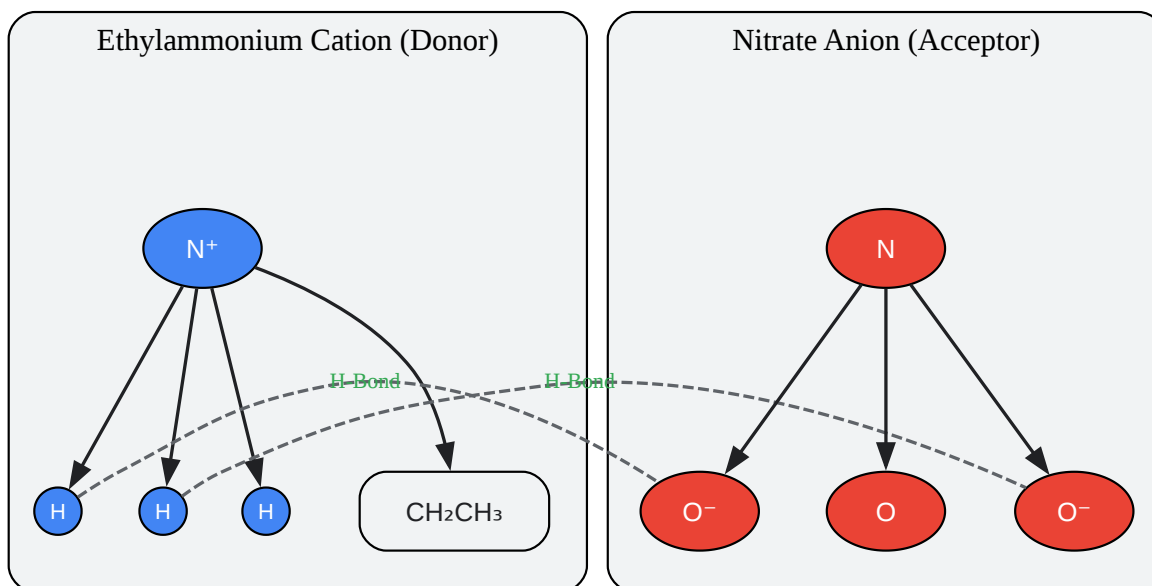 Ethylammonium Cation (Donor)
Nitrate Anion (Acceptor)
N⁺
N
H-Bond
H-Bond
H
H
H
CH₂CH₃
O⁻
O
O⁻